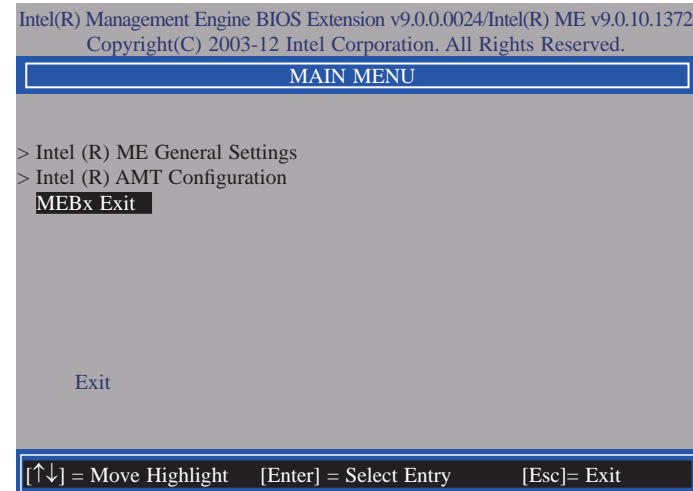 Intel(R) Management Engine BIOS Extension v9.0.0.0024/Intel(R) ME v9.0.10.1372
Copyright(C) 2003-12 Intel Corporation. All Rights Reserved.
MAIN MENU
> Intel (R) ME General Settings
> Intel (R) AMT Configuration
MEBx Exit
Exit
[↑↓] = Move Highlight [Enter] = Select Entry [Esc]= Exit